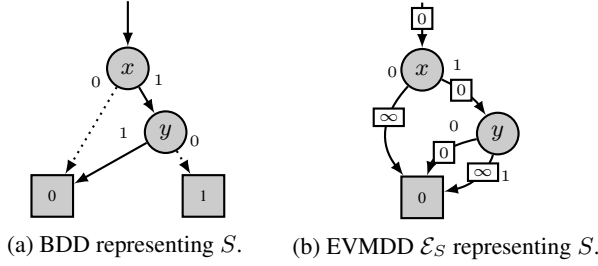 0
x
x
0
1
0
1
0
∞
y
y
1
0
0
0
∞
1
0
1
0
(a) BDD representing S.
(b) EVMDD ℰ_S representing S.